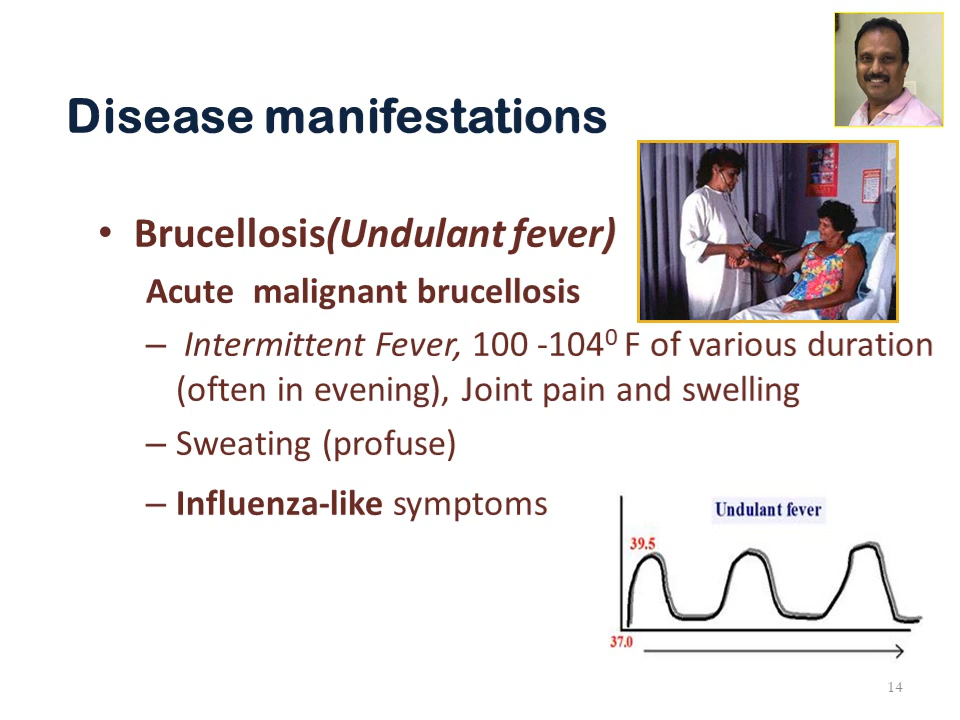 Disease manifestations
• Brucellosis(Undulant fever)
Acute malignant brucellosis
– Intermittent Fever, 100 -104⁰ F of various duration
(often in evening), Joint pain and swelling
– Sweating (profuse)
– Influenza-like symptoms
Undulant fever
39.5
37.0
14